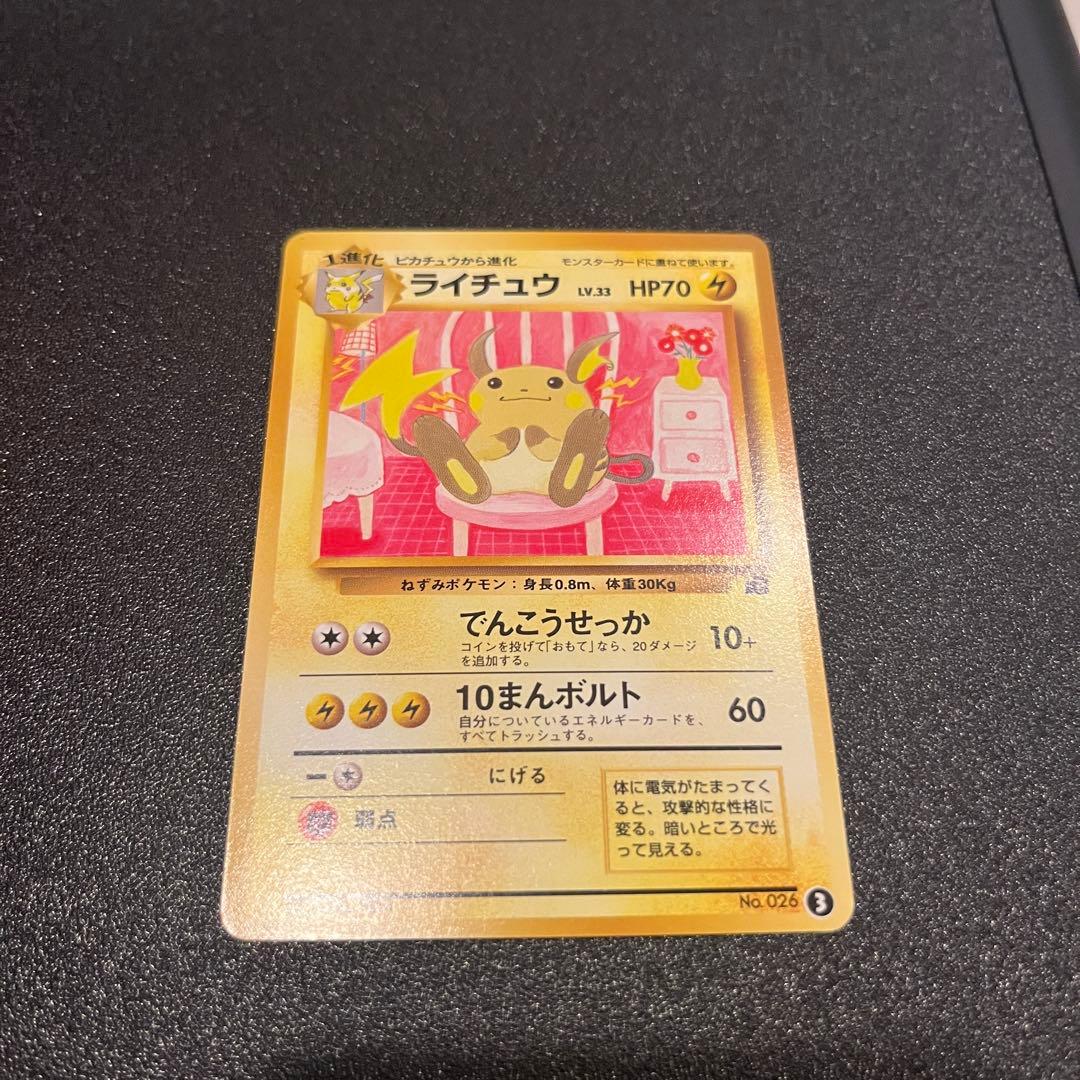 1進化 ピカチュウから進化 モンスターカードに重ねて使います。
ライチュウ LV.33 HP70
ねずみポケモン：身長0.8m、体重30Kg
でんこうせっか 10+
コインを投げて「おもて」なら、20ダメージ
を追加する。
10まんボルト 60
自分についているエネルギーカードを、
すべてトラッシュする。
ー にげる
弱点
体に電気がたまってく
ると、攻撃的な性格に
変る。暗いところで光
って見える。
No. 026 3